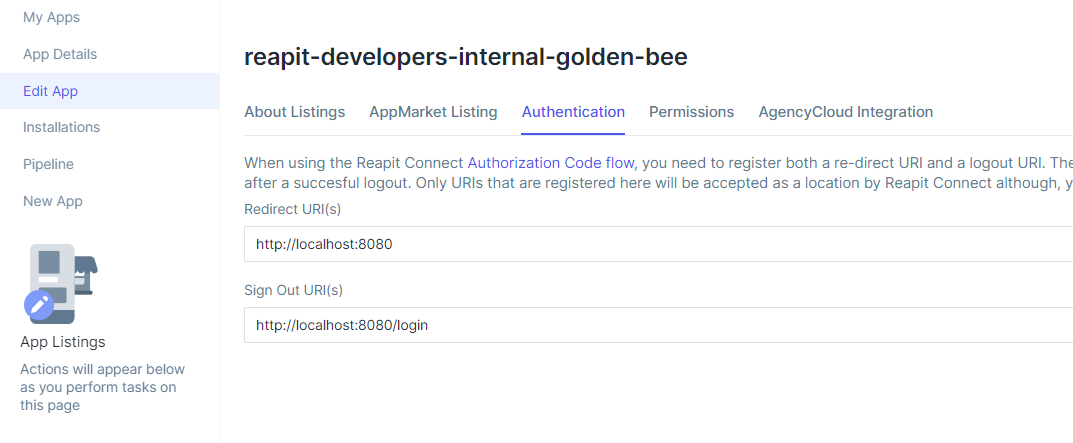 My Apps
App Details
Edit App
Installations
Pipeline
New App
App Listings
Actions will appear below
as you perform tasks on
this page
reapit-developers-internal-golden-bee
About Listings AppMarket Listing Authentication Permissions AgencyCloud Integration
When using the Reapit Connect Authorization Code flow, you need to register both a re-direct URI and a logout URI. The
after a succesful logout. Only URIs that are registered here will be accepted as a location by Reapit Connect although, y
Redirect URI(s)
http://localhost:8080
Sign Out URI(s)
http://localhost:8080/login